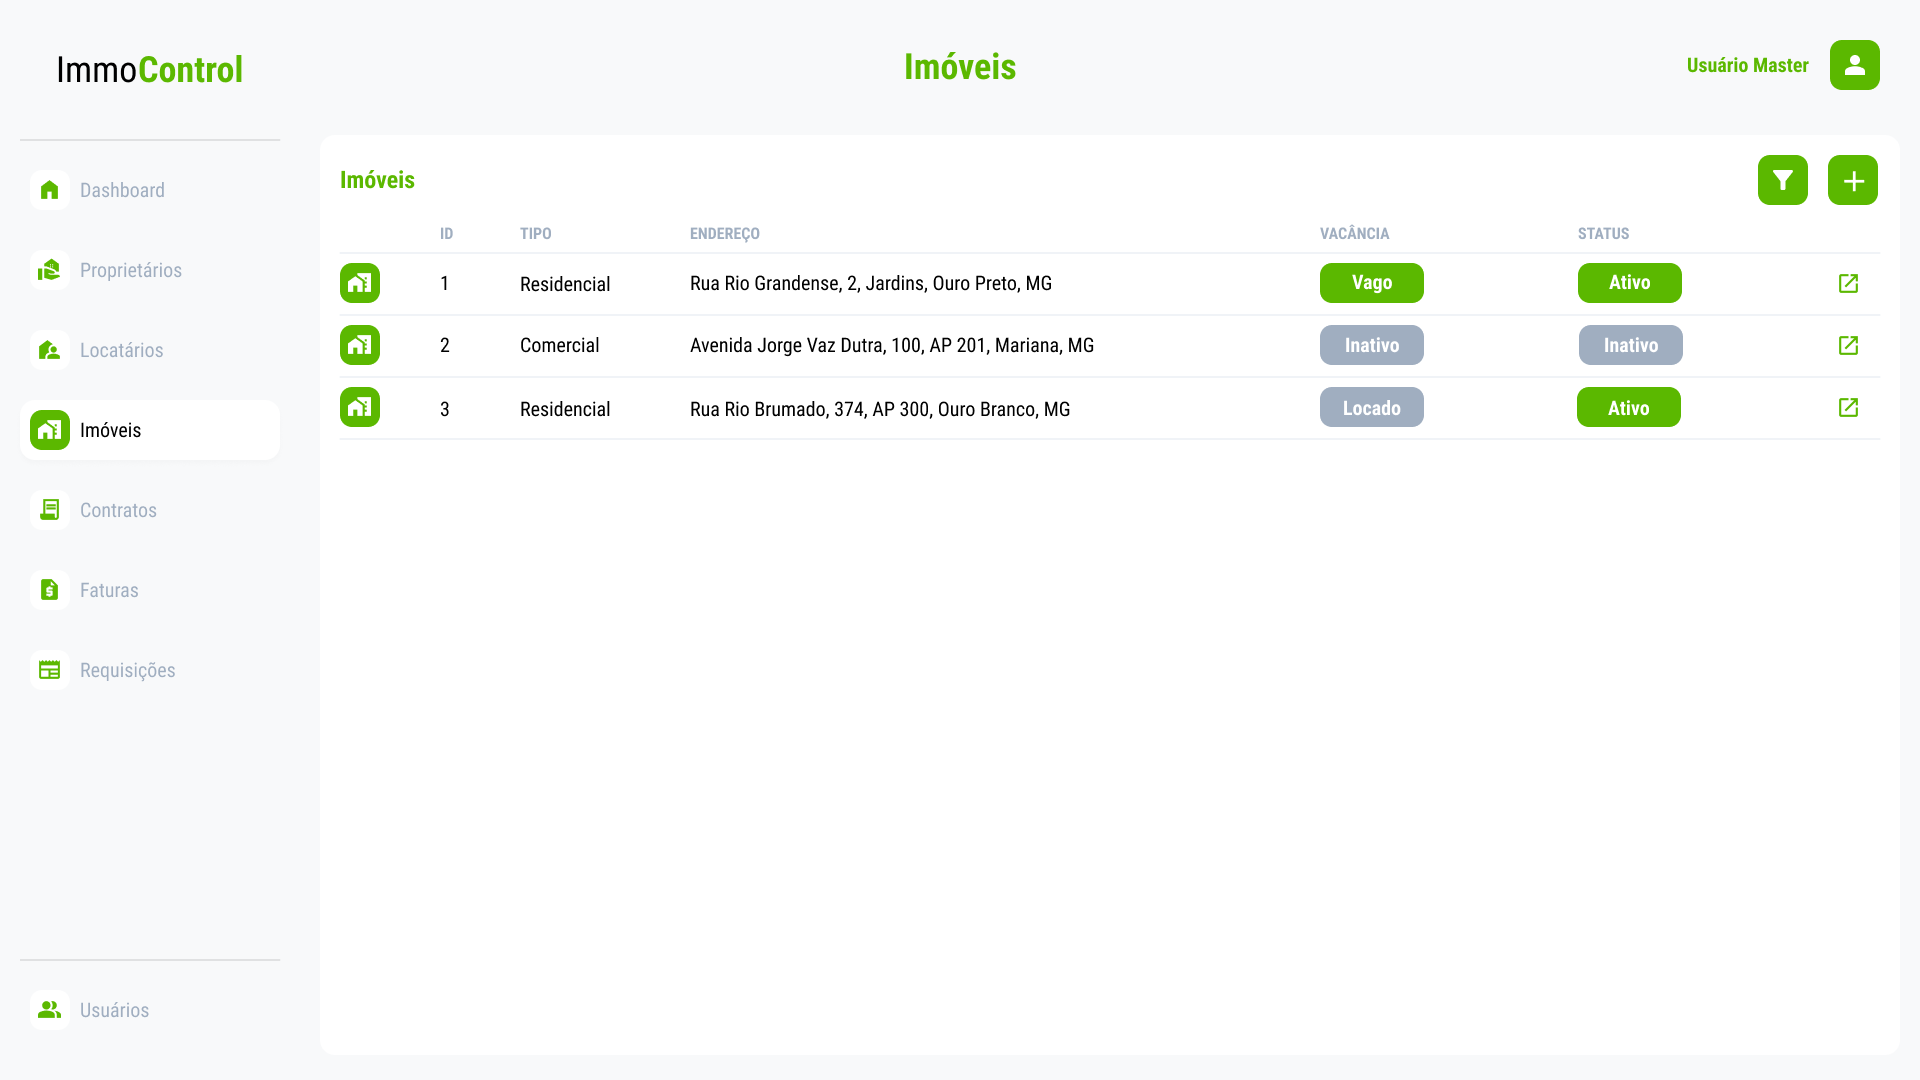 ImmoControl
Imóveis
Usuário Master
Dashboard
Proprietários
Locatários
Imóveis
Contratos
Faturas
Requisições
Usuários
Imóveis
ID TIPO ENDEREÇO VACÂNCIA STATUS
1 Residencial Rua Rio Grandense, 2, Jardins, Ouro Preto, MG Vago Ativo
2 Comercial Avenida Jorge Vaz Dutra, 100, AP 201, Mariana, MG Inativo Inativo
3 Residencial Rua Rio Brumado, 374, AP 300, Ouro Branco, MG Locado Ativo